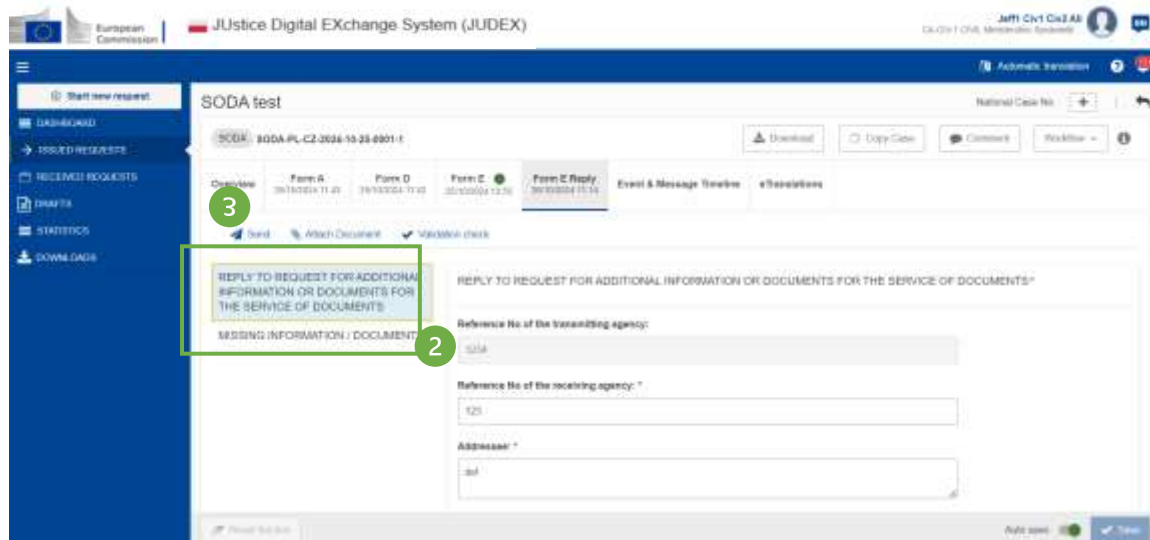 European
Commission
JUstice Digital EXchange System (JUDEX)
Start new request
Automatic translation
DASHBOARD
ISSUED REQUESTS
RECEIVED REQUESTS
DRAFTS
STATISTICS
DOWNLOADS
SODA test
National Case No
SODA
Download
Copy Case
Comment
Workflow
Overview
Form A
Form D
Form E
Form E Reply
Event & Message Timeline
eTranslations
3
Send
Attach Document
Validation check
REPLY TO REQUEST FOR ADDITIONAL
INFORMATION OR DOCUMENTS FOR
THE SERVICE OF DOCUMENTS
MISSING INFORMATION / DOCUMENT
2
REPLY TO REQUEST FOR ADDITIONAL INFORMATION OR DOCUMENTS FOR THE SERVICE OF DOCUMENTS*
Reference No of the transmitting agency:
1234
Reference No of the receiving agency: *
123
Addressee: *
Auto save
Save